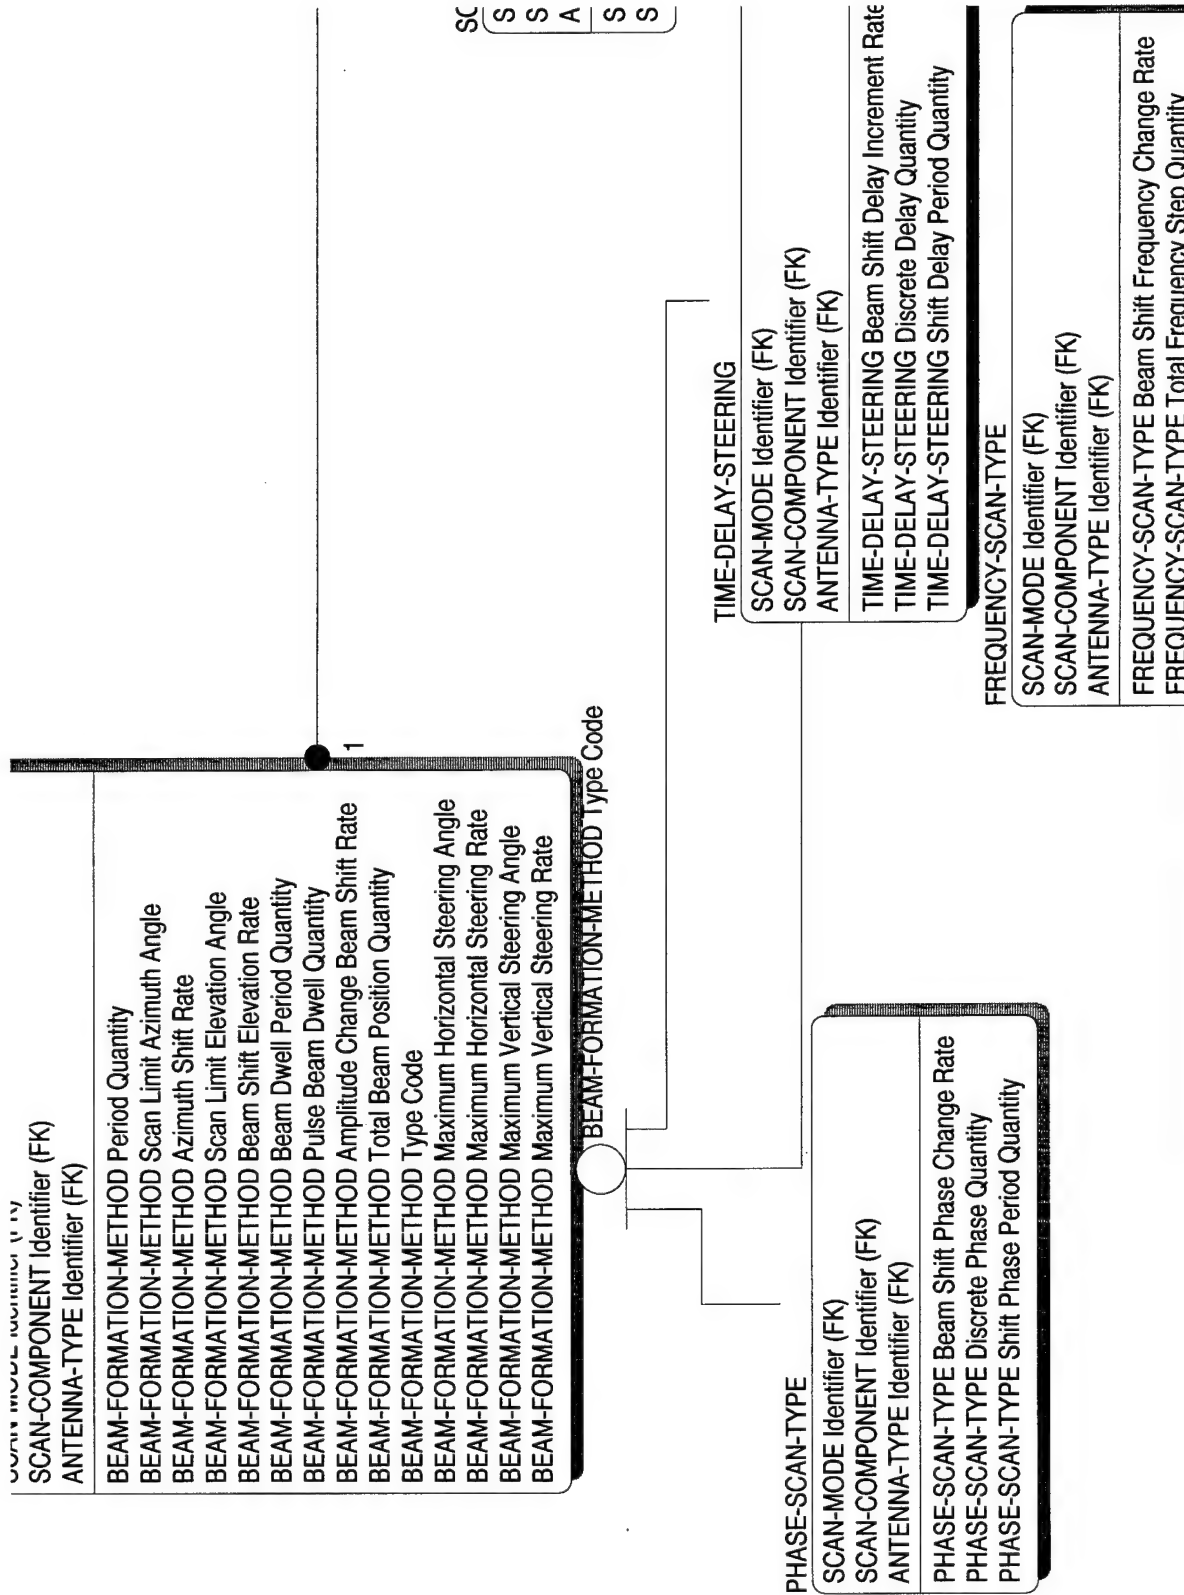 SCAN-COMPONENT Identifier (FK)
ANTENNA-TYPE Identifier (FK)
BEAM-FORMATION-METHOD Period Quantity
BEAM-FORMATION-METHOD Scan Limit Azimuth Angle
BEAM-FORMATION-METHOD Azimuth Shift Rate
BEAM-FORMATION-METHOD Scan Limit Elevation Angle
BEAM-FORMATION-METHOD Beam Shift Elevation Rate
BEAM-FORMATION-METHOD Beam Dwell Period Quantity
BEAM-FORMATION-METHOD Pulse Beam Dwell Quantity
BEAM-FORMATION-METHOD Amplitude Change Beam Shift Rate
BEAM-FORMATION-METHOD Total Beam Position Quantity
BEAM-FORMATION-METHOD Type Code
BEAM-FORMATION-METHOD Maximum Horizontal Steering Angle
BEAM-FORMATION-METHOD Maximum Horizontal Steering Rate
BEAM-FORMATION-METHOD Maximum Vertical Steering Angle
BEAM-FORMATION-METHOD Maximum Vertical Steering Rate
1
BEAM-FORMATION-METHOD Type Code
SC
S
S
A
S
S
PHASE-SCAN-TYPE
SCAN-MODE Identifier (FK)
SCAN-COMPONENT Identifier (FK)
ANTENNA-TYPE Identifier (FK)
PHASE-SCAN-TYPE Beam Shift Phase Change Rate
PHASE-SCAN-TYPE Discrete Phase Quantity
PHASE-SCAN-TYPE Shift Phase Period Quantity
TIME-DELAY-STEERING
SCAN-MODE Identifier (FK)
SCAN-COMPONENT Identifier (FK)
ANTENNA-TYPE Identifier (FK)
TIME-DELAY-STEERING Beam Shift Delay Increment Rate
TIME-DELAY-STEERING Discrete Delay Quantity
TIME-DELAY-STEERING Shift Delay Period Quantity
FREQUENCY-SCAN-TYPE
SCAN-MODE Identifier (FK)
SCAN-COMPONENT Identifier (FK)
ANTENNA-TYPE Identifier (FK)
FREQUENCY-SCAN-TYPE Beam Shift Frequency Change Rate
FREQUENCY-SCAN-TYPE Total Frequency Step Quantity